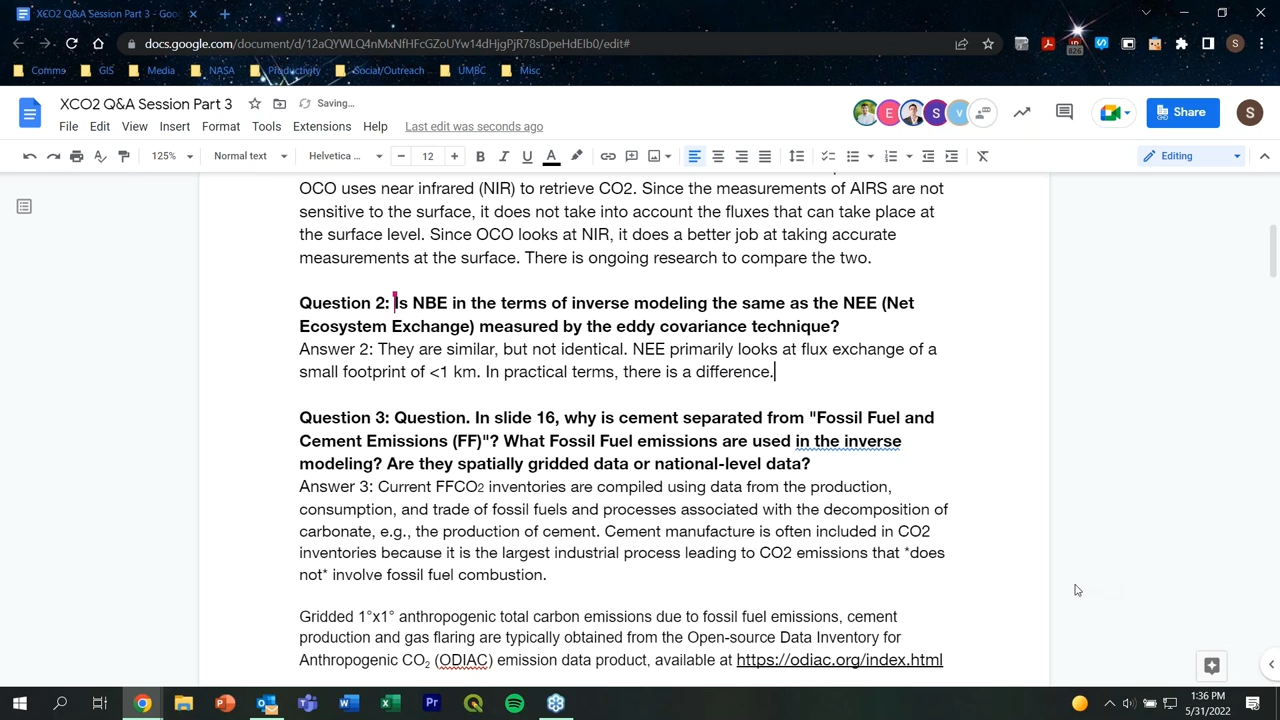 XCO2 Q&A Session Part 3 - Goo
docs.google.com/document/d/12aQYWLQ4nMxNfHFcGZoUYw14dHjgPjR78sDpeHdEIb0/edit#
S
Comms GIS Media NASA Productivity Social/Outreach UMBC Misc
XCO2 Q&A Session Part 3 Saving…
E S V Share S
File Edit View Insert Format Tools Extensions Help Last edit was seconds ago
125% Normal text Helvetica ... 12 B I U A Editing
OCO uses near infrared (NIR) to retrieve CO2. Since the measurements of AIRS are not
sensitive to the surface, it does not take into account the fluxes that can take place at
the surface level. Since OCO looks at NIR, it does a better job at taking accurate
measurements at the surface. There is ongoing research to compare the two.
Question 2: Is NBE in the terms of inverse modeling the same as the NEE (Net
Ecosystem Exchange) measured by the eddy covariance technique?
Answer 2: They are similar, but not identical. NEE primarily looks at flux exchange of a
small footprint of <1 km. In practical terms, there is a difference.
Question 3: Question. In slide 16, why is cement separated from "Fossil Fuel and
Cement Emissions (FF)"? What Fossil Fuel emissions are used in the inverse
modeling? Are they spatially gridded data or national-level data?
Answer 3: Current FFCO2 inventories are compiled using data from the production,
consumption, and trade of fossil fuels and processes associated with the decomposition of
carbonate, e.g., the production of cement. Cement manufacture is often included in CO2
inventories because it is the largest industrial process leading to CO2 emissions that *does
not* involve fossil fuel combustion.
Gridded 1°x1° anthropogenic total carbon emissions due to fossil fuel emissions, cement
production and gas flaring are typically obtained from the Open-source Data Inventory for
Anthropogenic CO₂ (ODIAC) emission data product, available at https://odiac.org/index.html
1:36 PM
5/31/2022